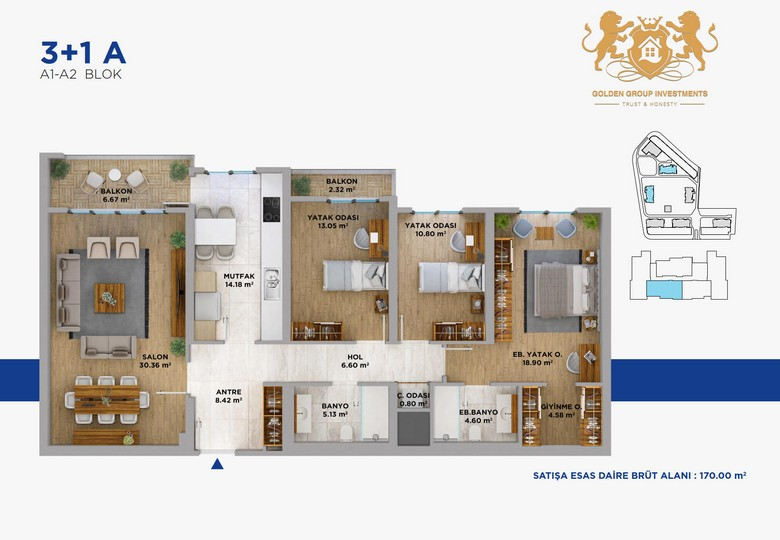 3+1 A
A1-A2 BLOK
GOLDEN GROUP INVESTMENTS
TRUST & HONESTY
BALKON
6.67 m²
BALKON
2.32 m²
YATAK ODASI
13.05 m²
YATAK ODASI
10.80 m²
MUTFAK
14.18 m²
SALON
30.36 m²
HOL
6.60 m²
EB. YATAK O.
18.90 m²
ANTRE
8.42 m²
BANYO
5.13 m²
Ç. ODASI
0.80 m²
EB.BANYO
4.60 m²
GİYİNME O.
4.58 m²
SATIŞA ESAS DAİRE BRÜT ALANI : 170.00 m²